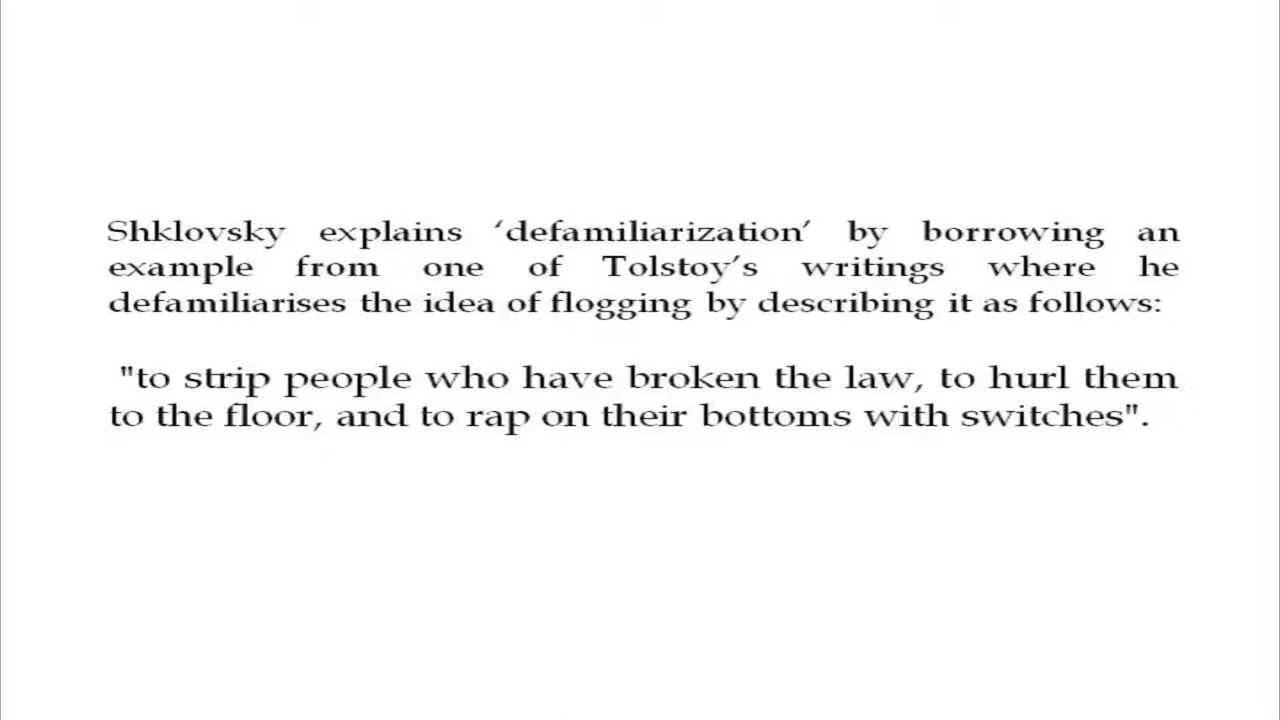 Shklovsky explains ‘defamiliarization’ by borrowing an
example from one of Tolstoy’s writings where he
defamiliarises the idea of flogging by describing it as follows:
"to strip people who have broken the law, to hurl them
to the floor, and to rap on their bottoms with switches".